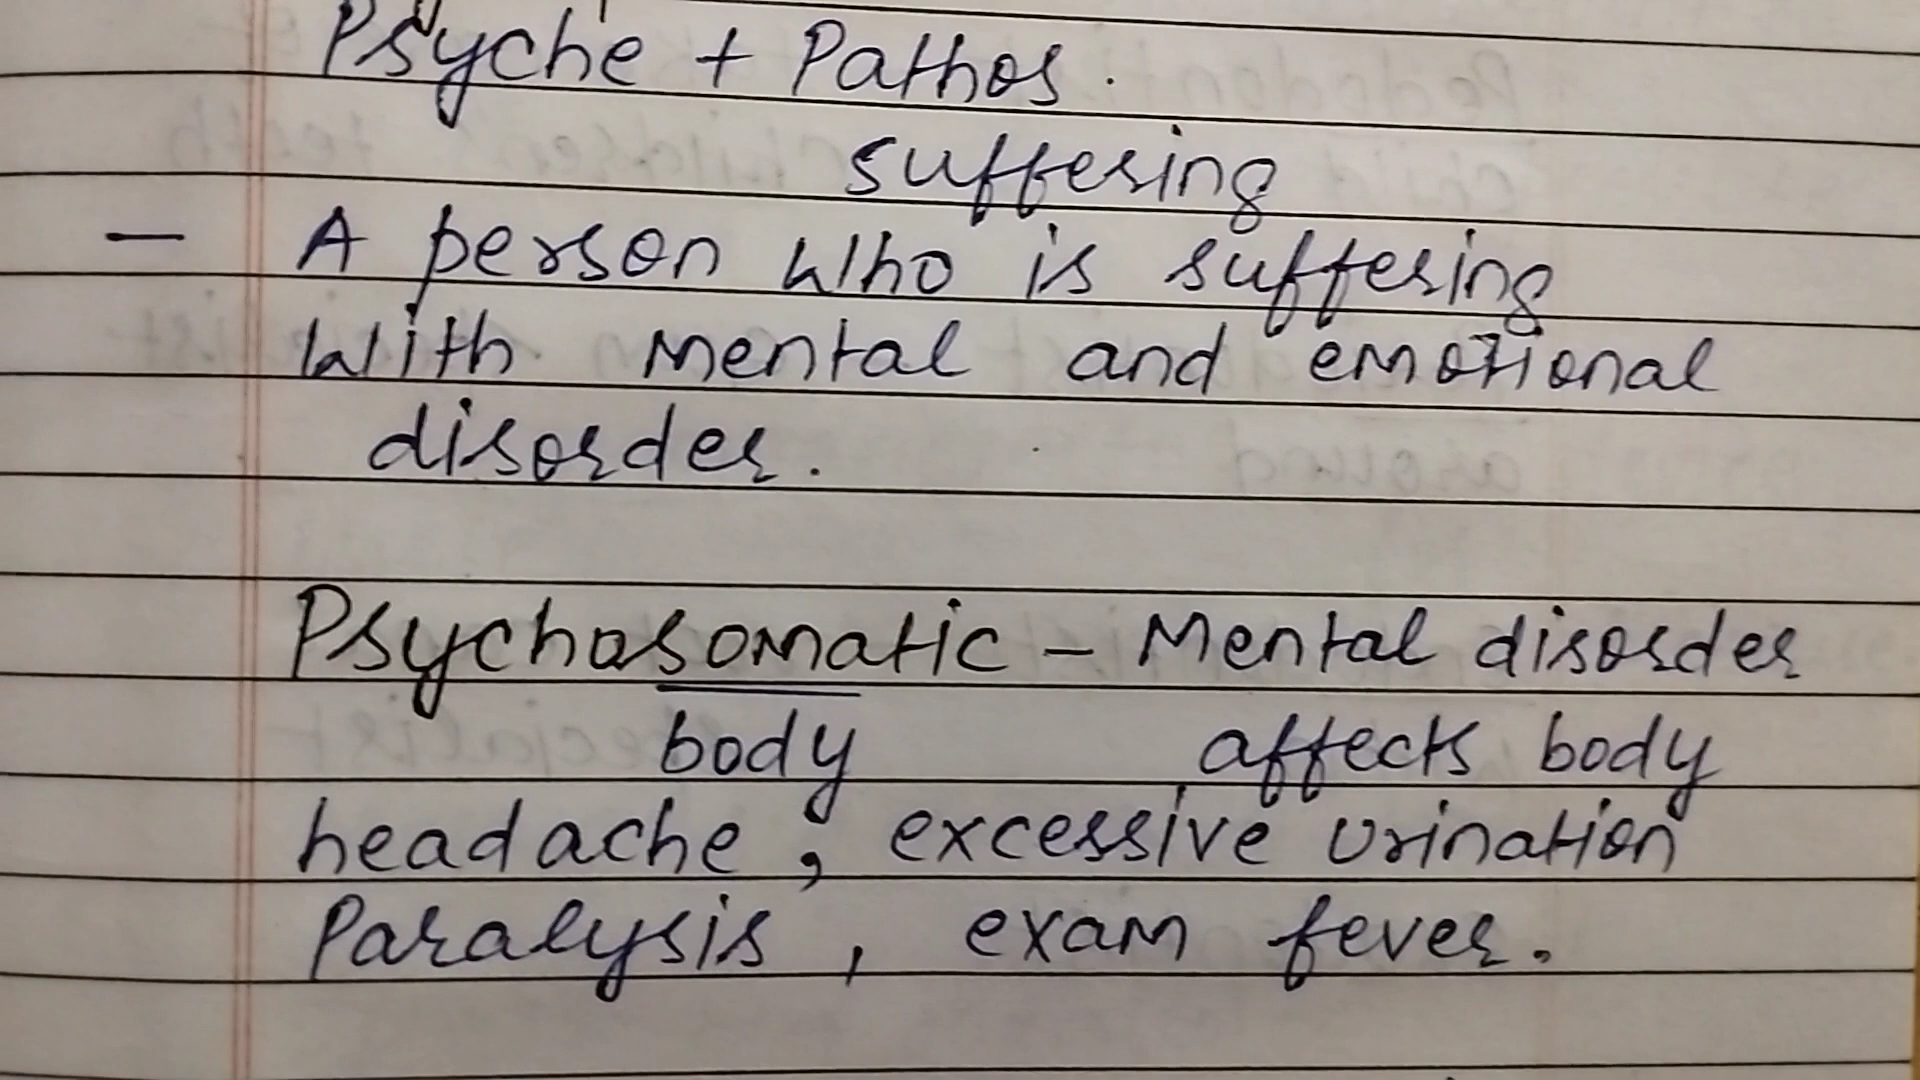 Psyche + Pathos.
suffering
— A person who is suffering
with mental and emotional
disorder.
Psychosomatic – Mental disorder
body affects body
headache, excessive urination
Paralysis, exam fever.